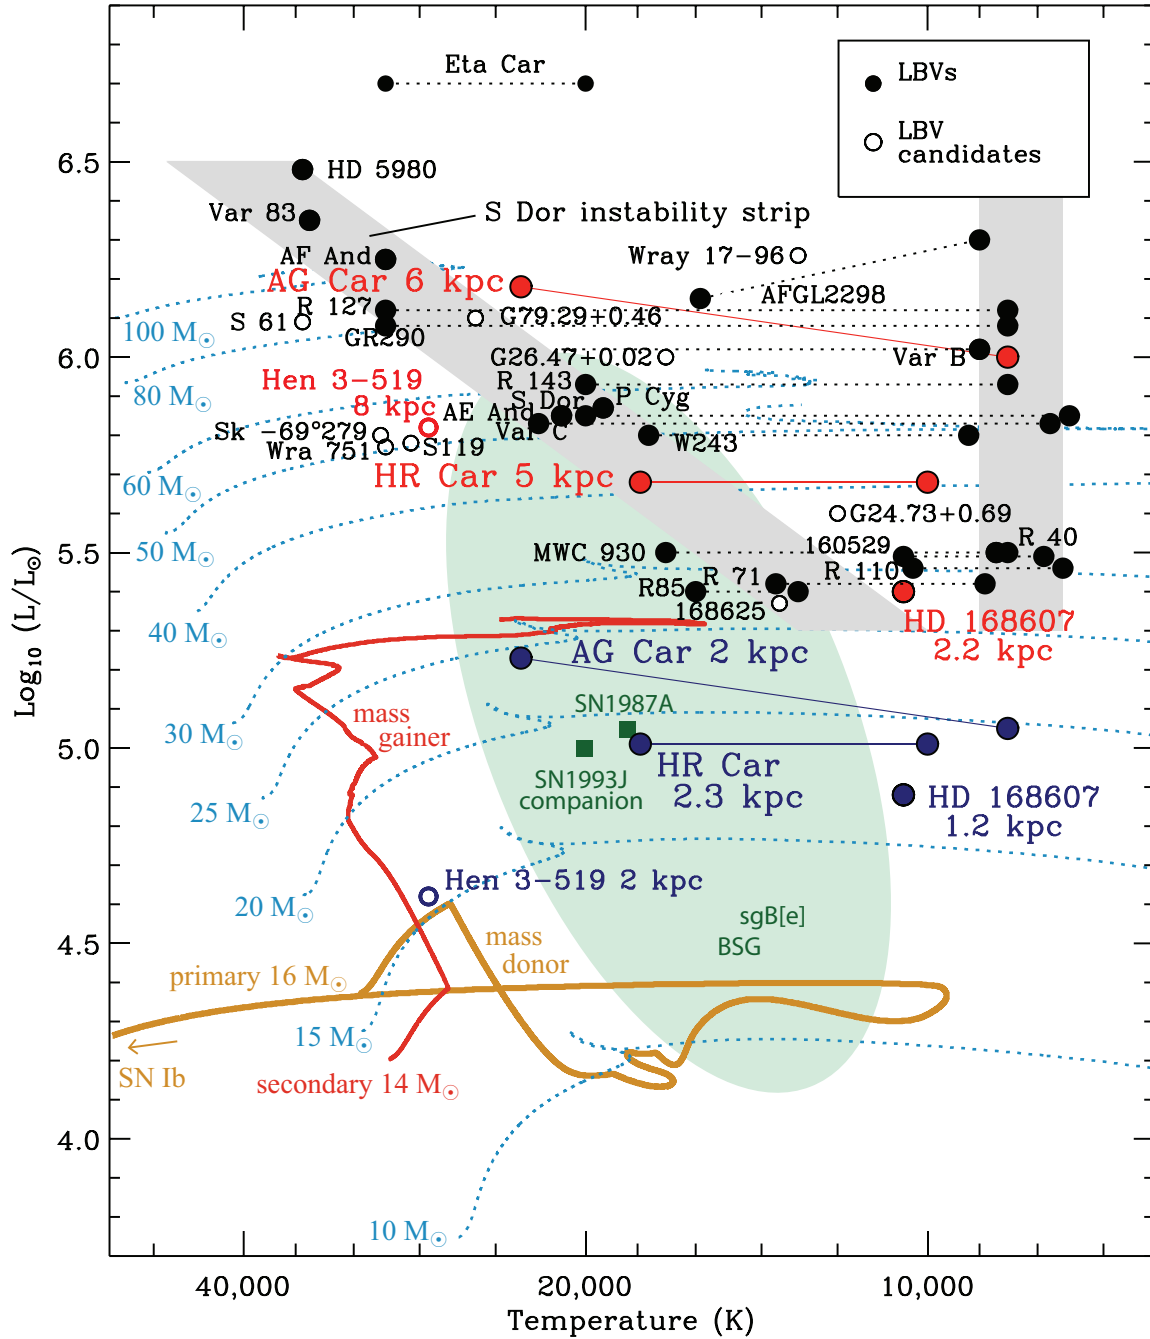 Eta Car
LBVs
LBV
candidates
6.5
HD 5980
Var 83
S Dor instability strip
AF And
Wray 17-96
AG Car 6 kpc
AFGL2298
R 127
S 61
G79.29+0.46
100 M☉
GR290
6.0
G26.47+0.02
Var B
Hen 3-519
8 kpc
R 143
80 M☉
S Dor
P Cyg
AE And
Var C
Sk -69°279
Wra 751
S119
W243
HR Car 5 kpc
60 M☉
G24.73+0.69
5.5
50 M☉
MWC 930
160529
R 40
R85
R 71
R 110
168625
40 M☉
HD 168607
2.2 kpc
AG Car 2 kpc
SN1987A
mass
gainer
30 M☉
5.0
HR Car
2.3 kpc
SN1993J
companion
HD 168607
1.2 kpc
25 M☉
Hen 3-519 2 kpc
20 M☉
sgB[e]
BSG
4.5
mass
donor
primary 16 M☉
15 M☉
SN Ib
secondary 14 M☉
4.0
10 M☉
Log10 (L/L☉)
40,000
20,000
10,000
Temperature (K)